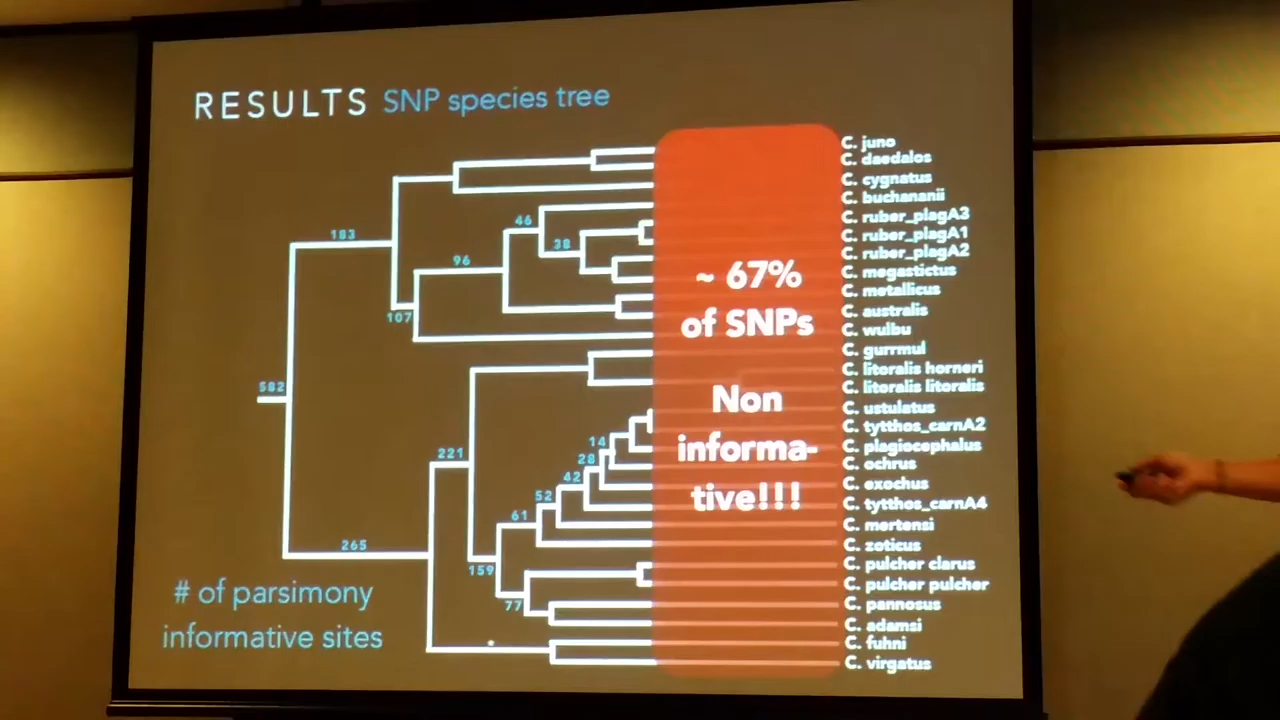 RESULTS SNP species tree
C. juno
C. daedalos
C. cygnatus
C. buchananii
C. ruber_plagA3
C. ruber_plagA1
C. ruber_plagA2
C. megastictus
C. metallicus
C. australis
C. wulbu
C. gurrmul
C. litoralis horneri
C. litoralis litoralis
C. ustulatus
C. tytthos_carnA2
C. plagiocephalus
C. ochrus
C. exochus
C. tytthos_carnA4
C. mertensi
C. zoticus
C. pulcher clarus
C. pulcher pulcher
C. pannosus
C. adamsi
C. fuhni
C. virgatus
~ 67%
of SNPs
Non
informa-
tive!!!
183
46
38
96
107
582
14
221
28
42
52
61
265
159
77
# of parsimony
informative sites